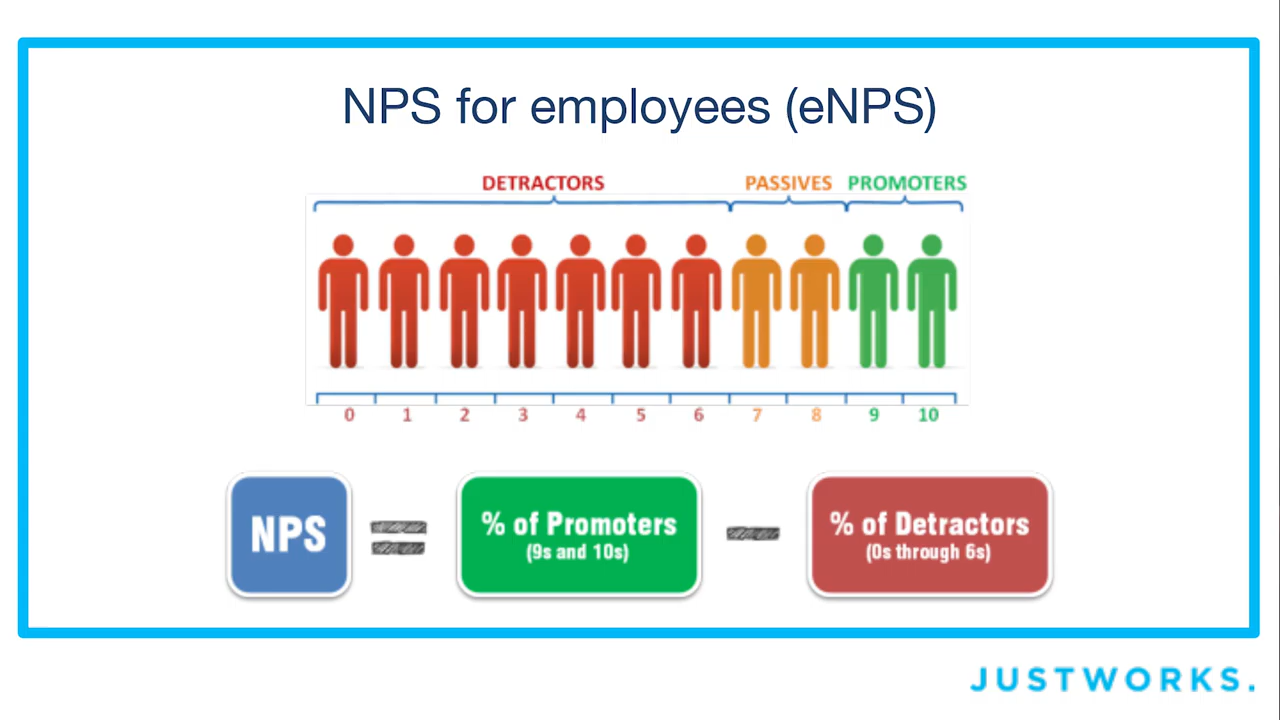 NPS for employees (eNPS)
DETRACTORS PASSIVES PROMOTERS
0 1 2 3 4 5 6 7 8 9 10
NPS
% of Promoters
(9s and 10s)
% of Detractors
(0s through 6s)
JUSTWORKS.